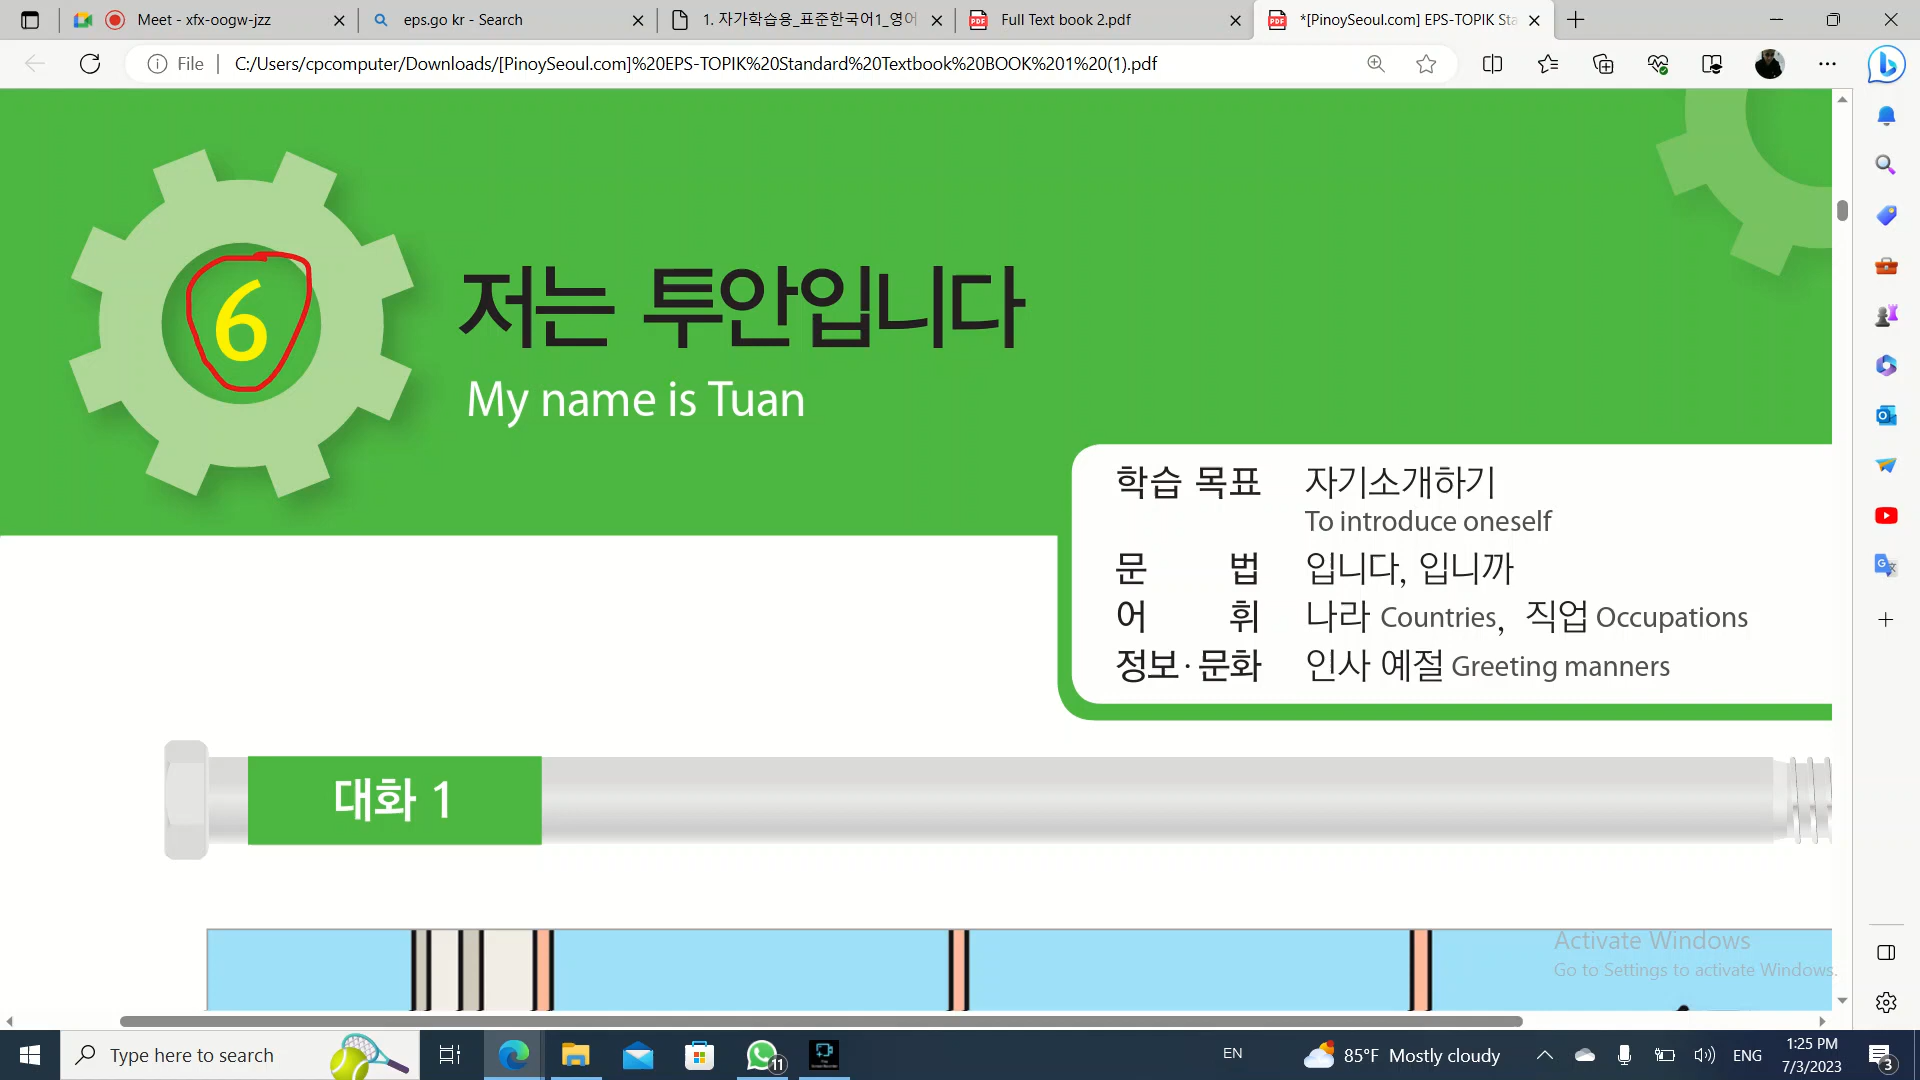 Meet - xfx-oogw-jzz
eps.go kr - Search
1. 자가학습용_표준한국어1_영어
Full Text book 2.pdf
*[PinoySeoul.com] EPS-TOPIK Sta
File
C:/Users/cpcomputer/Downloads/[PinoySeoul.com]%20EPS-TOPIK%20Standard%20Textbook%20BOOK%201%20(1).pdf
6
저는 투안입니다
My name is Tuan
학습 목표 자기소개하기
To introduce oneself
문 법 입니다, 입니까
어 휘 나라 Countries, 직업 Occupations
정보·문화 인사 예절 Greeting manners
대화 1
Activate Windows
Go to Settings to activate Windows.
Type here to search
11
EN
85°F Mostly cloudy
ENG
1:25 PM
7/3/2023
3